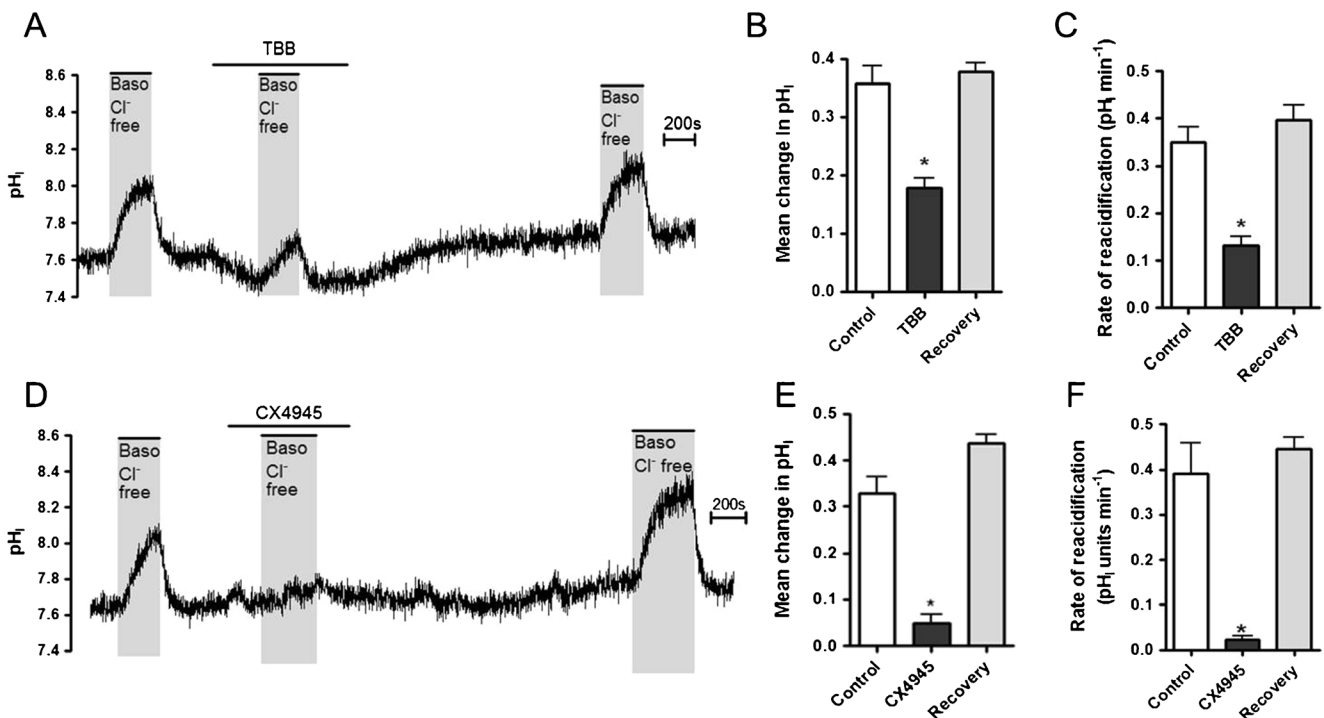 A
TBB
8.6
8.4
8.2
8.0
7.8
7.6
7.4
pHᵢ
Baso
Cl⁻
free
Baso
Cl⁻
free
Baso
Cl⁻
free
200s
B
0.4
0.3
0.2
0.1
0.0
Mean change in pHᵢ
*
Control
TBB
Recovery
C
0.5
0.4
0.3
0.2
0.1
0.0
Rate of reacidification (pHᵢ min⁻¹)
*
Control
TBB
Recovery
D
CX4945
8.6
8.4
8.2
8.0
7.8
7.6
7.4
pHᵢ
Baso
Cl⁻
free
Baso
Cl⁻
free
Baso
Cl⁻ free
200s
E
0.5
0.4
0.3
0.2
0.1
0.0
Mean change in pHᵢ
*
Control
CX4945
Recovery
F
0.5
0.4
0.3
0.2
0.1
0.0
Rate of reacidification
(pHᵢ units min⁻¹)
*
Control
CX4945
Recovery